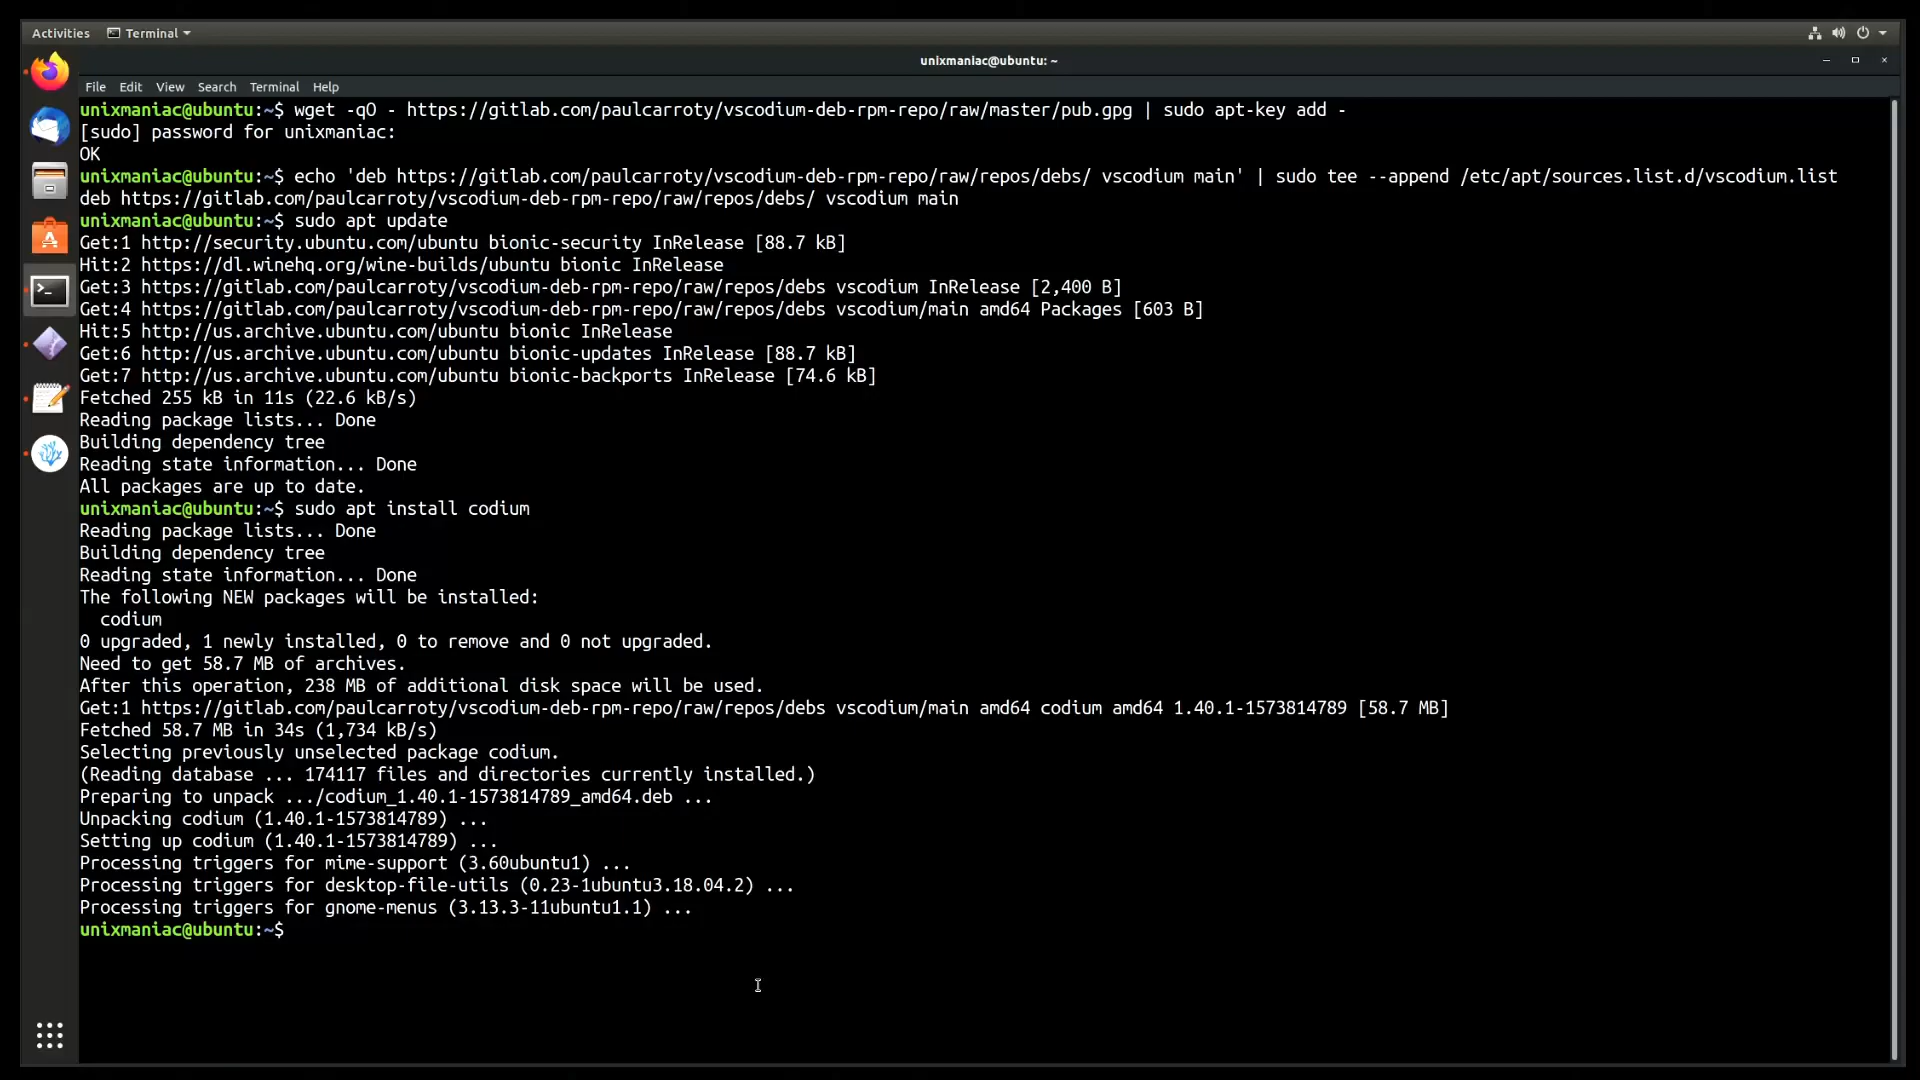 Activities
Terminal
unixmaniac@ubuntu: ~
File Edit View Search Terminal Help
unixmaniac@ubuntu:~$ wget -qO - https://gitlab.com/paulcarroty/vscodium-deb-rpm-repo/raw/master/pub.gpg | sudo apt-key add -
[sudo] password for unixmaniac:
OK
unixmaniac@ubuntu:~$ echo 'deb https://gitlab.com/paulcarroty/vscodium-deb-rpm-repo/raw/repos/debs/ vscodium main' | sudo tee --append /etc/apt/sources.list.d/vscodium.list
deb https://gitlab.com/paulcarroty/vscodium-deb-rpm-repo/raw/repos/debs/ vscodium main
unixmaniac@ubuntu:~$ sudo apt update
Get:1 http://security.ubuntu.com/ubuntu bionic-security InRelease [88.7 kB]
Hit:2 https://dl.winehq.org/wine-builds/ubuntu bionic InRelease
Get:3 https://gitlab.com/paulcarroty/vscodium-deb-rpm-repo/raw/repos/debs vscodium InRelease [2,400 B]
Get:4 https://gitlab.com/paulcarroty/vscodium-deb-rpm-repo/raw/repos/debs vscodium/main amd64 Packages [603 B]
Hit:5 http://us.archive.ubuntu.com/ubuntu bionic InRelease
Get:6 http://us.archive.ubuntu.com/ubuntu bionic-updates InRelease [88.7 kB]
Get:7 http://us.archive.ubuntu.com/ubuntu bionic-backports InRelease [74.6 kB]
Fetched 255 kB in 11s (22.6 kB/s)
Reading package lists... Done
Building dependency tree
Reading state information... Done
All packages are up to date.
unixmaniac@ubuntu:~$ sudo apt install codium
Reading package lists... Done
Building dependency tree
Reading state information... Done
The following NEW packages will be installed:
  codium
0 upgraded, 1 newly installed, 0 to remove and 0 not upgraded.
Need to get 58.7 MB of archives.
After this operation, 238 MB of additional disk space will be used.
Get:1 https://gitlab.com/paulcarroty/vscodium-deb-rpm-repo/raw/repos/debs vscodium/main amd64 codium amd64 1.40.1-1573814789 [58.7 MB]
Fetched 58.7 MB in 34s (1,734 kB/s)
Selecting previously unselected package codium.
(Reading database ... 174117 files and directories currently installed.)
Preparing to unpack .../codium_1.40.1-1573814789_amd64.deb ...
Unpacking codium (1.40.1-1573814789) ...
Setting up codium (1.40.1-1573814789) ...
Processing triggers for mime-support (3.60ubuntu1) ...
Processing triggers for desktop-file-utils (0.23-1ubuntu3.18.04.2) ...
Processing triggers for gnome-menus (3.13.3-11ubuntu1.1) ...
unixmaniac@ubuntu:~$